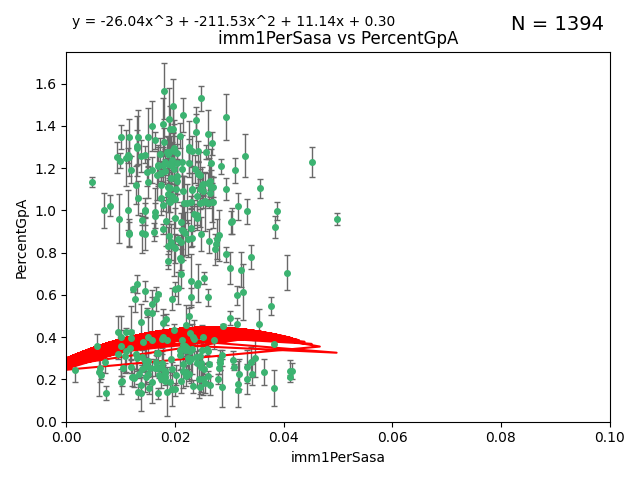 y = -26.04x^3 + -211.53x^2 + 11.14x + 0.30
N = 1394
imm1PerSasa vs PercentGpA
PercentGpA
1.6
1.4
1.2
1.0
0.8
0.6
0.4
0.2
0.0
0.00 0.02 0.04 0.06 0.08 0.10
imm1PerSasa